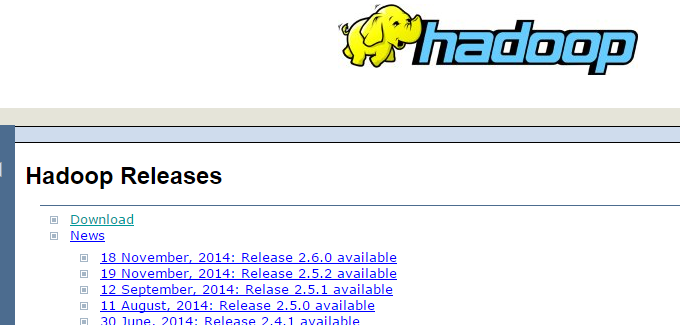 hadoop
Hadoop Releases
Download
News
18 November, 2014: Release 2.6.0 available
19 November, 2014: Release 2.5.2 available
12 September, 2014: Relase 2.5.1 available
11 August, 2014: Release 2.5.0 available
30 June, 2014: Release 2.4.1 available